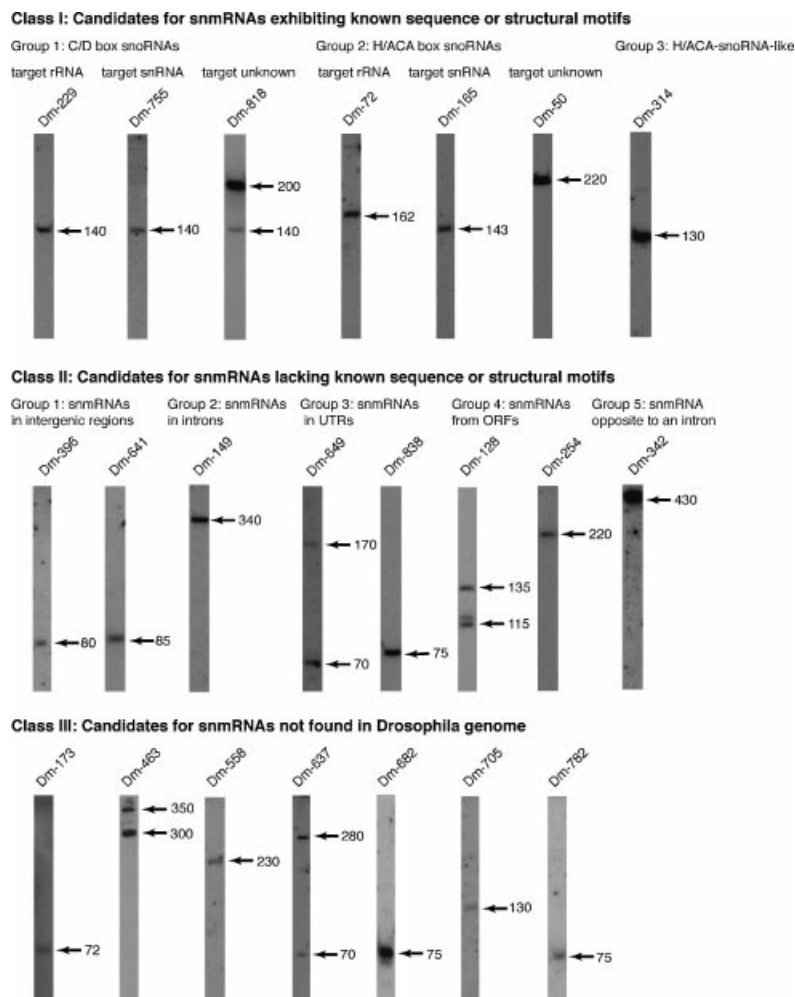 Class I: Candidates for snmRNAs exhibiting known sequence or structural motifs
Group 1: C/D box snoRNAs
Group 2: H/ACA box snoRNAs
Group 3: H/ACA-snoRNA-like
target rRNA
target snRNA
target unknown
target rRNA
target snRNA
target unknown
Dm-229
Dm-755
Dm-818
Dm-72
Dm-165
Dm-50
Dm-314
140
140
200
140
162
143
220
130
Class II: Candidates for snmRNAs lacking known sequence or structural motifs
Group 1: snmRNAs
in intergenic regions
Group 2: snmRNAs
in introns
Group 3: snmRNAs
in UTRs
Group 4: snmRNAs
from ORFs
Group 5: snmRNA
opposite to an intron
Dm-396
Dm-641
Dm-149
Dm-649
Dm-838
Dm-128
Dm-254
Dm-342
80
85
340
170
70
75
135
115
220
430
Class III: Candidates for snmRNAs not found in Drosophila genome
Dm-173
Dm-463
Dm-558
Dm-637
Dm-682
Dm-705
Dm-782
72
350
300
230
280
70
75
130
75